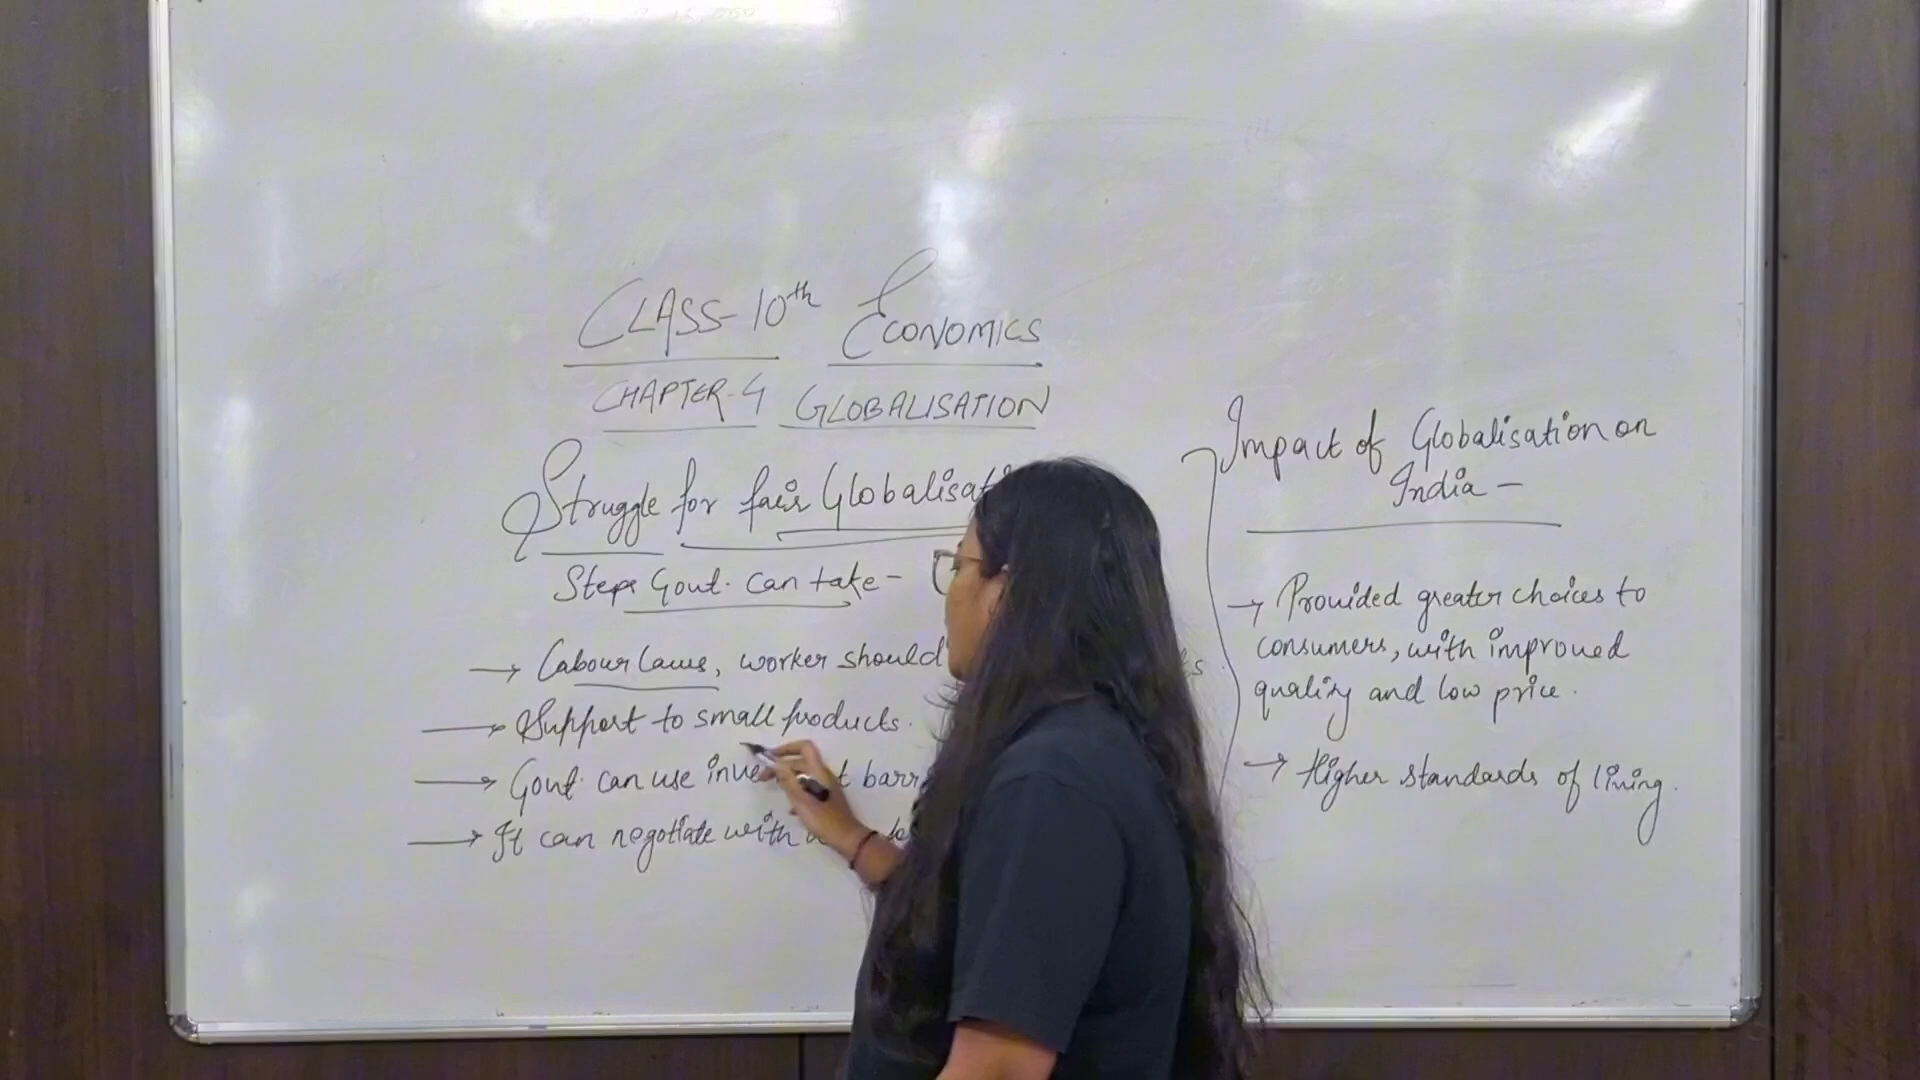 CLASS-10th ECONOMICS
CHAPTER-4 GLOBALISATION
Struggle for fair
Steps Govt. can take-
→ Labour laws, worker should
→ Support to small products.
→ Govt. can use
→ It can negotiate with
Impact of Globalisation on
India -
→ Provided greater choices to
consumers, with improved
quality and low price.
→ Higher standards of living.